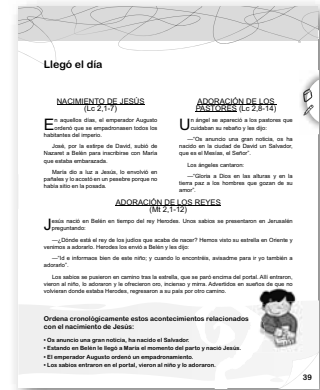 Llegó el día
NACIMIENTO DE JESÚS
(Lc 2,1-7)
En aquellos días, el emperador Augusto
ordenó que se empadronasen todos los
habitantes del imperio.
José, por la estirpe de David, subió de
Nazaret a Belén para inscribirse con María
que estaba embarazada.
María dio a luz a Jesús, lo envolvió en
pañales y lo acostó en un pesebre porque no
había sitio en la posada.
ADORACIÓN DE LOS
PASTORES (Lc 2,8-14)
Un ángel se apareció a los pastores que
cuidaban su rebaño y les dijo:
—"Os anuncio una gran noticia, os ha
nacido en la ciudad de David un Salvador,
que es el Mesías, al Señor".
Los ángeles cantaron:
—"Gloria a Dios en las alturas y en la
tierra paz a los hombres que gozan de su
amor".
ADORACIÓN DE LOS REYES
(Mt 2,1-12)
Jesús nació en Belén en tiempo del rey Herodes. Unos sabios se presentaron en Jerusalén
preguntando:
—¿Dónde está el rey de los judíos que acaba de nacer? Hemos visto su estrella en Oriente y
venimos a adorarlo. Herodes los envió a Belén y les dijo:
—"Id e informaos bien de este niño; y cuando lo encontréis, avisadme para ir yo también a
adorarlo".
Los sabios se pusieron en camino tras la estrella, que se paró encima del portal. Allí entraron,
vieron al niño, lo adoraron y le ofrecieron oro, incienso y mirra. Advertidos en sueños de que no
volvieran donde estaba Herodes, regresaron a su país por otro camino.
Ordena cronológicamente estos acontecimientos relacionados
con el nacimiento de Jesús:
• Os anuncio una gran noticia, ha nacido el Salvador.
• Estando en Belén le llegó a María el momento del parto y nació Jesús.
• El emperador Augusto ordenó un empadronamiento.
• Los sabios entraron en el portal, vieron al niño y lo adoraron.
39